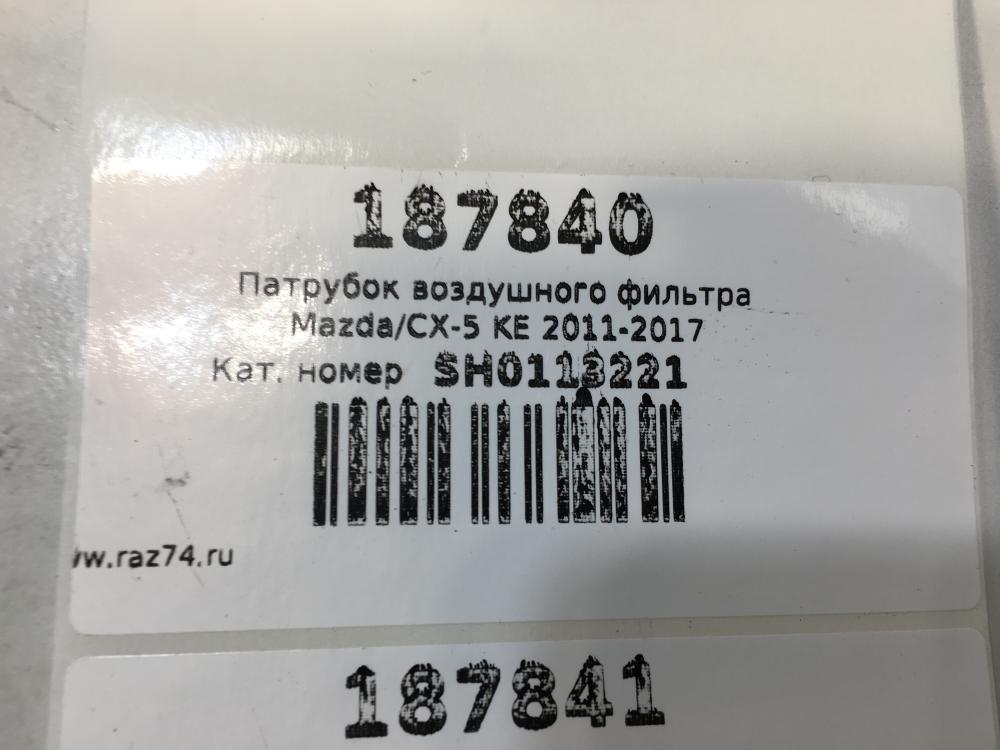 187840
Патрубок воздушного фильтра
Mazda/CX-5 KE 2011-2017
Кат. номер SH0113221
w.raz74.ru
187841